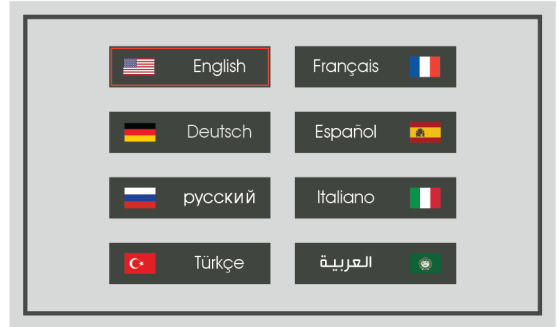 English
Français
Deutsch
Español
русский
Italiano
Türkçe
العربية